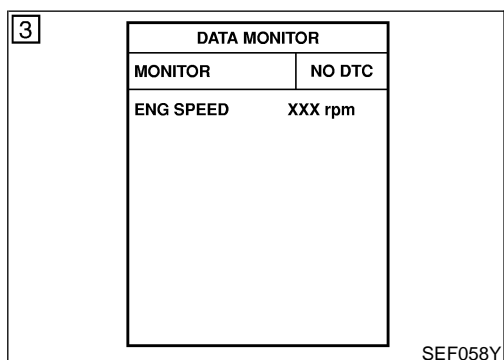 3
DATA MONITOR
MONITOR NO DTC
ENG SPEED XXX rpm
SEF058Y